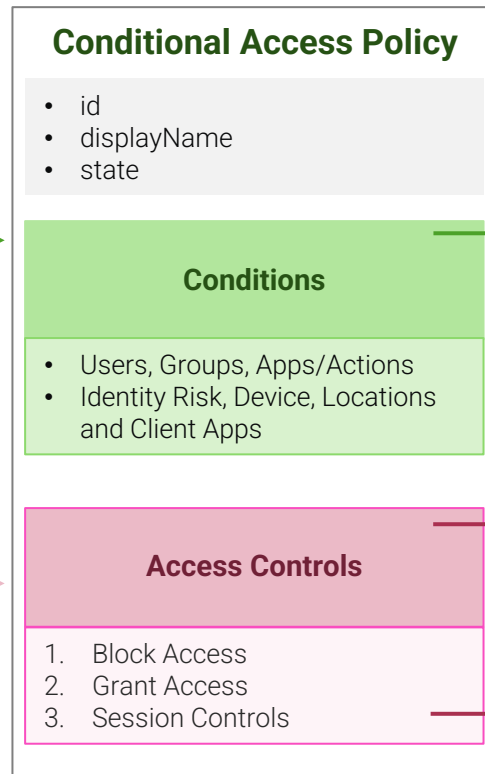 Conditional Access Policy
• id
• displayName
• state
Conditions
• Users, Groups, Apps/Actions
• Identity Risk, Device, Locations
and Client Apps
Access Controls
1. Block Access
2. Grant Access
3. Session Controls